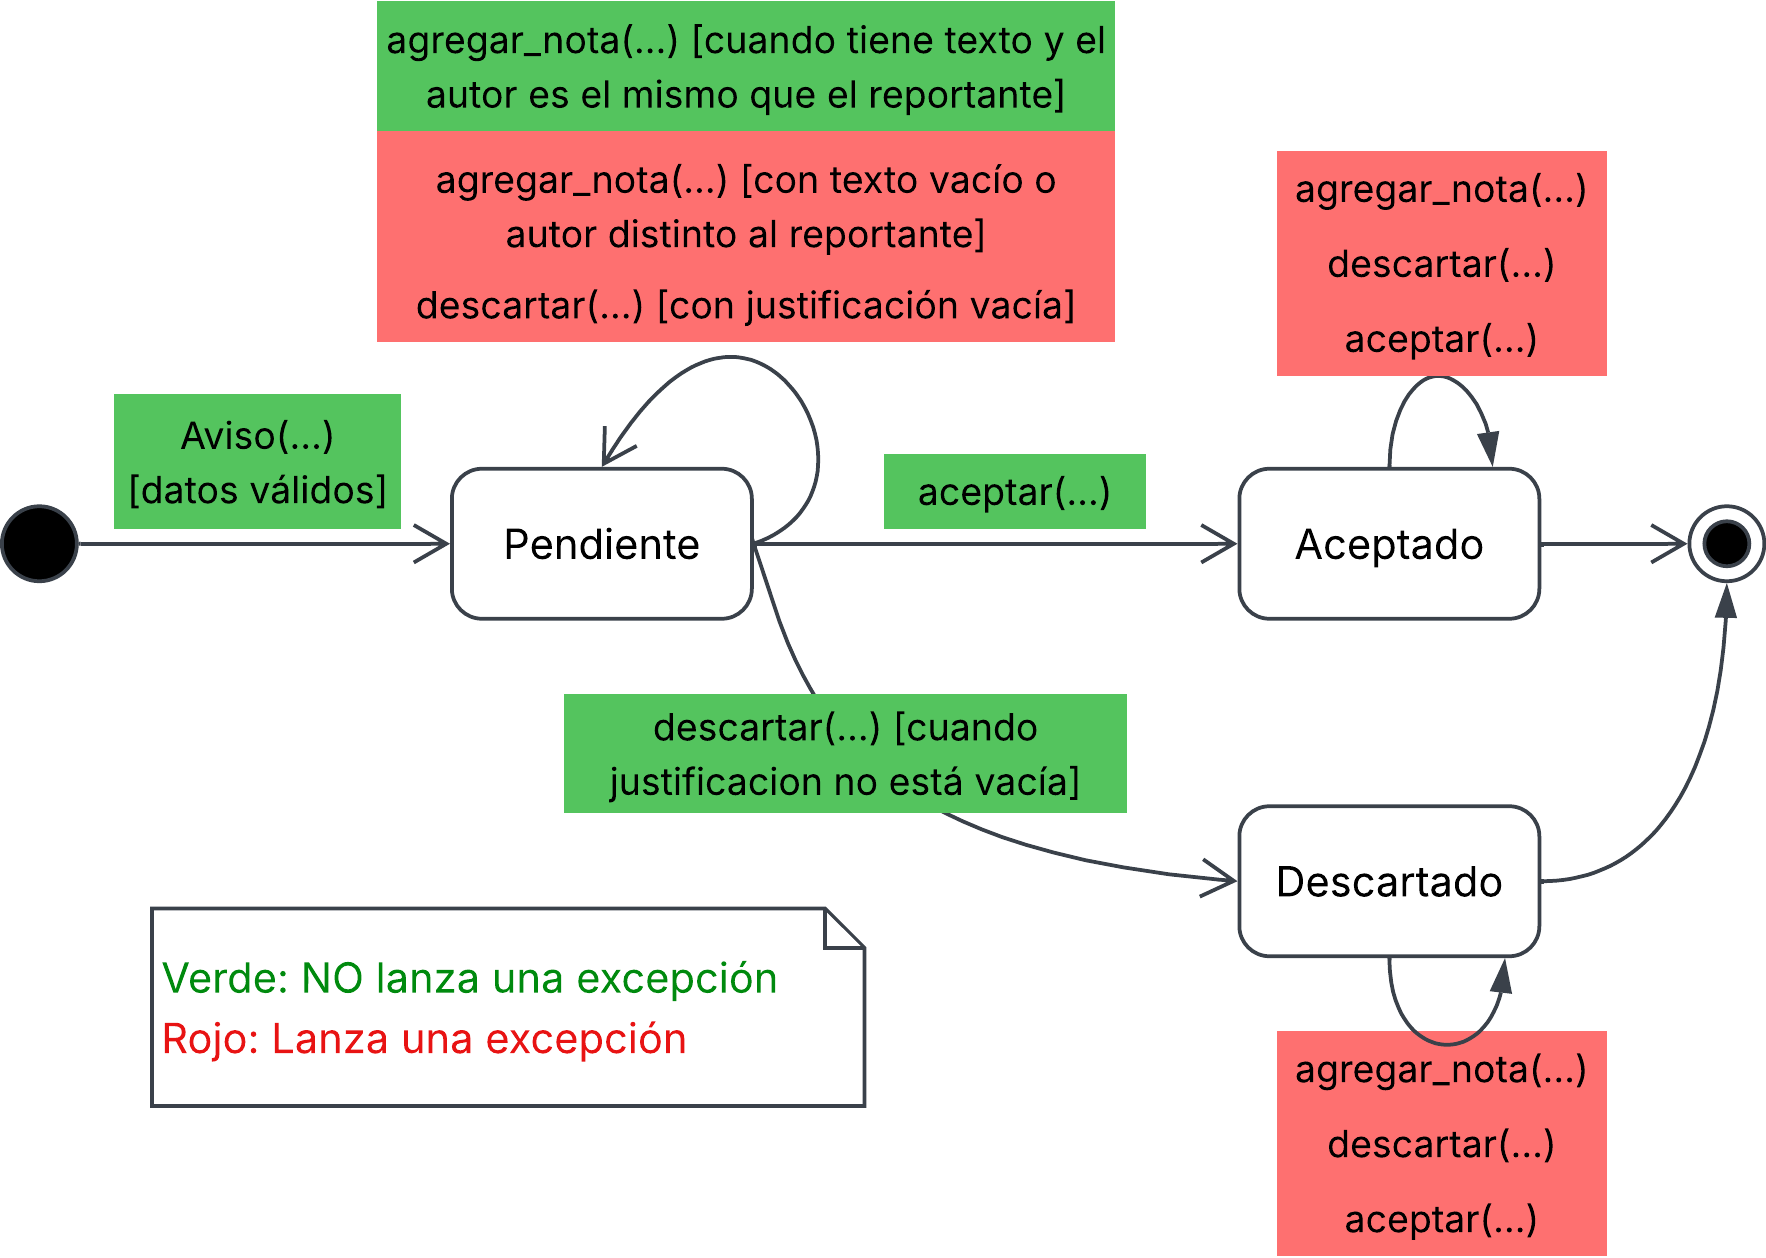 agregar_nota(...) [cuando tiene texto y el
autor es el mismo que el reportante]
agregar_nota(...) [con texto vacío o
autor distinto al reportante]
descartar(...) [con justificación vacía]
agregar_nota(...)
descartar(...)
aceptar(...)
Aviso(...)
[datos válidos]
aceptar(...)
Pendiente
Aceptado
descartar(...) [cuando
justificacion no está vacía]
Descartado
Verde: NO lanza una excepción
Rojo: Lanza una excepción
agregar_nota(...)
descartar(...)
aceptar(...)